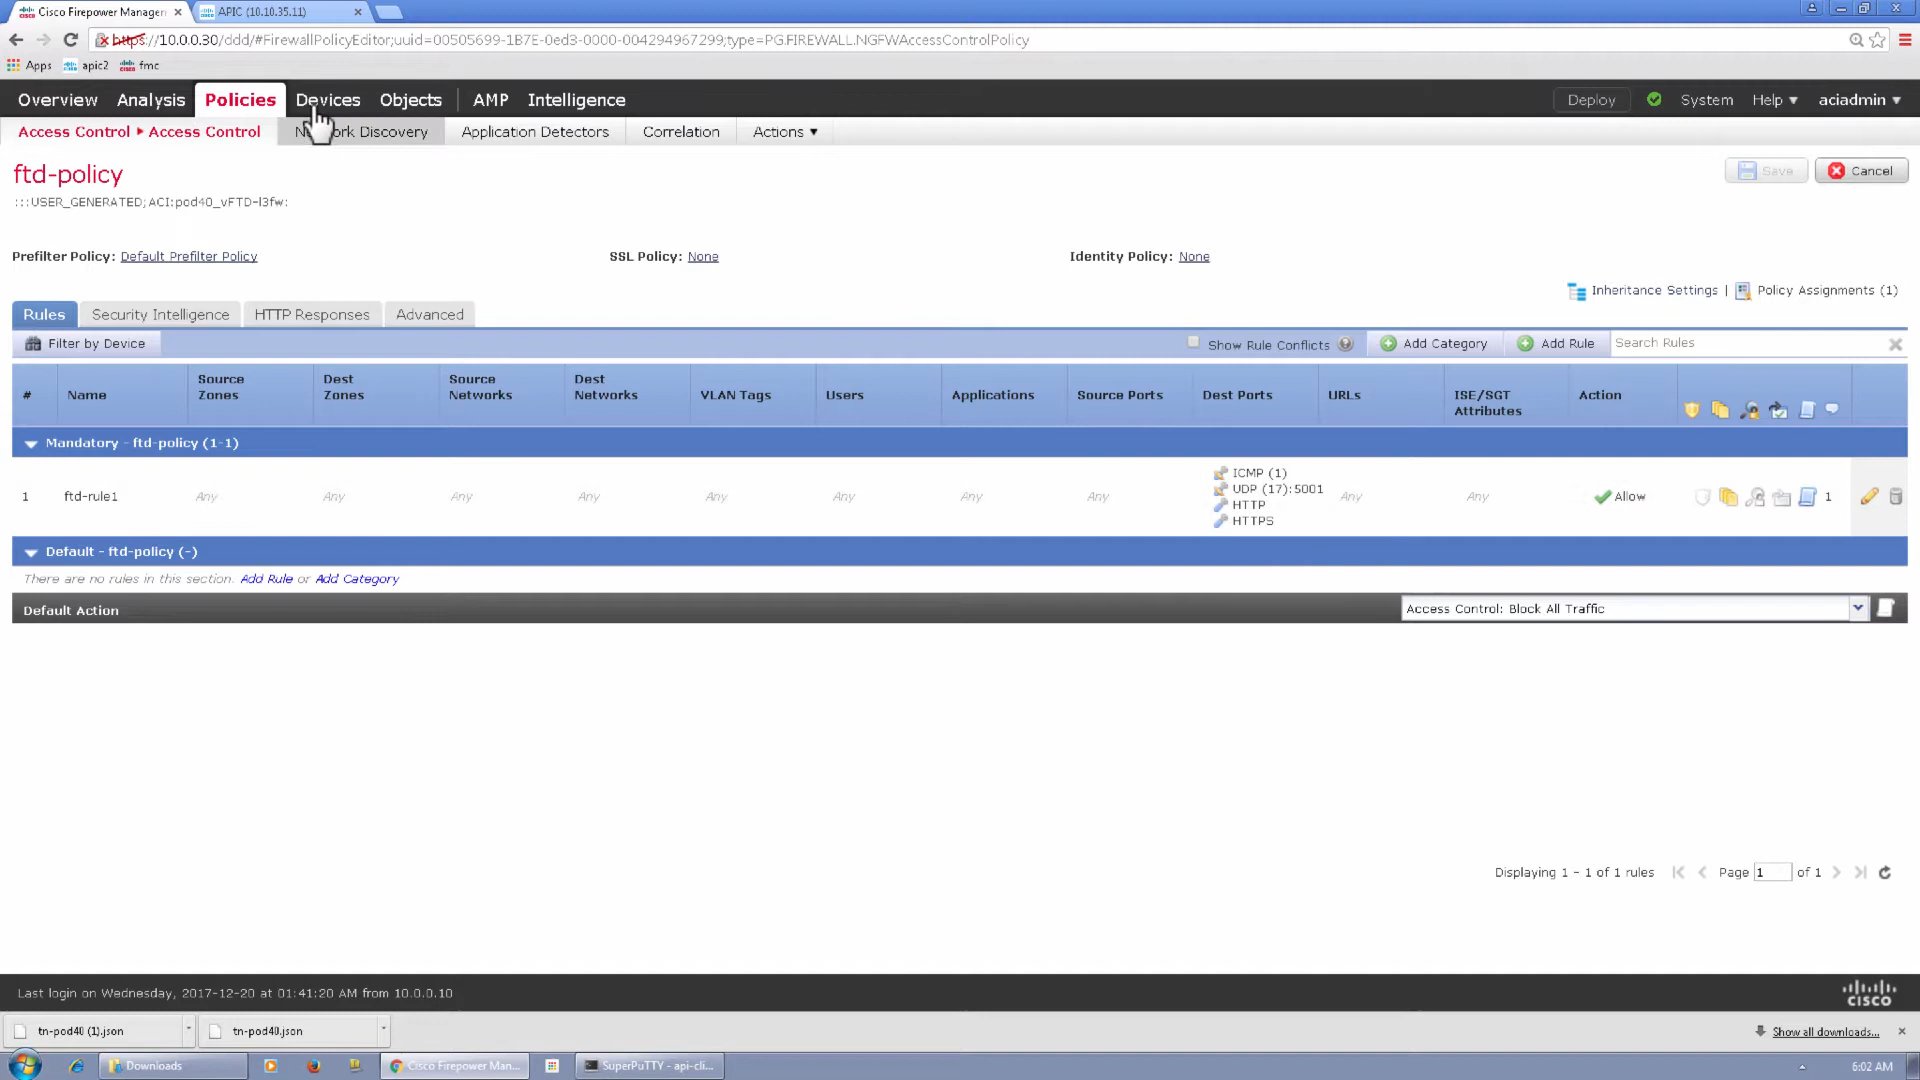 Cisco Firepower Managem
APIC (10.10.35.11)
https://10.0.0.30/ddd/#FirewallPolicyEditor;uuid=00505699-1B7E-0ed3-0000-004294967299;type=PG.FIREWALL.NGFWAccessControlPolicy
Apps apic2 fmc
Overview Analysis Policies Devices Objects AMP Intelligence Deploy System Help aciadmin
Access Control Access Control Network Discovery Application Detectors Correlation Actions
ftd-policy
Save Cancel
:::USER_GENERATED;ACI:pod40_vFTD-l3fw:
Prefilter Policy: Default Prefilter Policy SSL Policy: None Identity Policy: None
Inheritance Settings | Policy Assignments (1)
Rules Security Intelligence HTTP Responses Advanced
Filter by Device Show Rule Conflicts Add Category Add Rule Search Rules
# Name Source Zones Dest Zones Source Networks Dest Networks VLAN Tags Users Applications Source Ports Dest Ports URLs ISE/SGT Attributes Action
Mandatory - ftd-policy (1-1)
1 ftd-rule1 Any Any Any Any Any Any Any Any ICMP (1) UDP (17):5001 HTTP HTTPS Any Any Allow 1
Default - ftd-policy (-)
There are no rules in this section. Add Rule or Add Category
Default Action Access Control: Block All Traffic
Displaying 1 - 1 of 1 rules Page 1 of 1
Last login on Wednesday, 2017-12-20 at 01:41:20 AM from 10.0.0.10
cisco
tn-pod40 (1).json tn-pod40.json Show all downloads...
Downloads Cisco Firepower Man... SuperPuTTY - api-cli... 6:02 AM